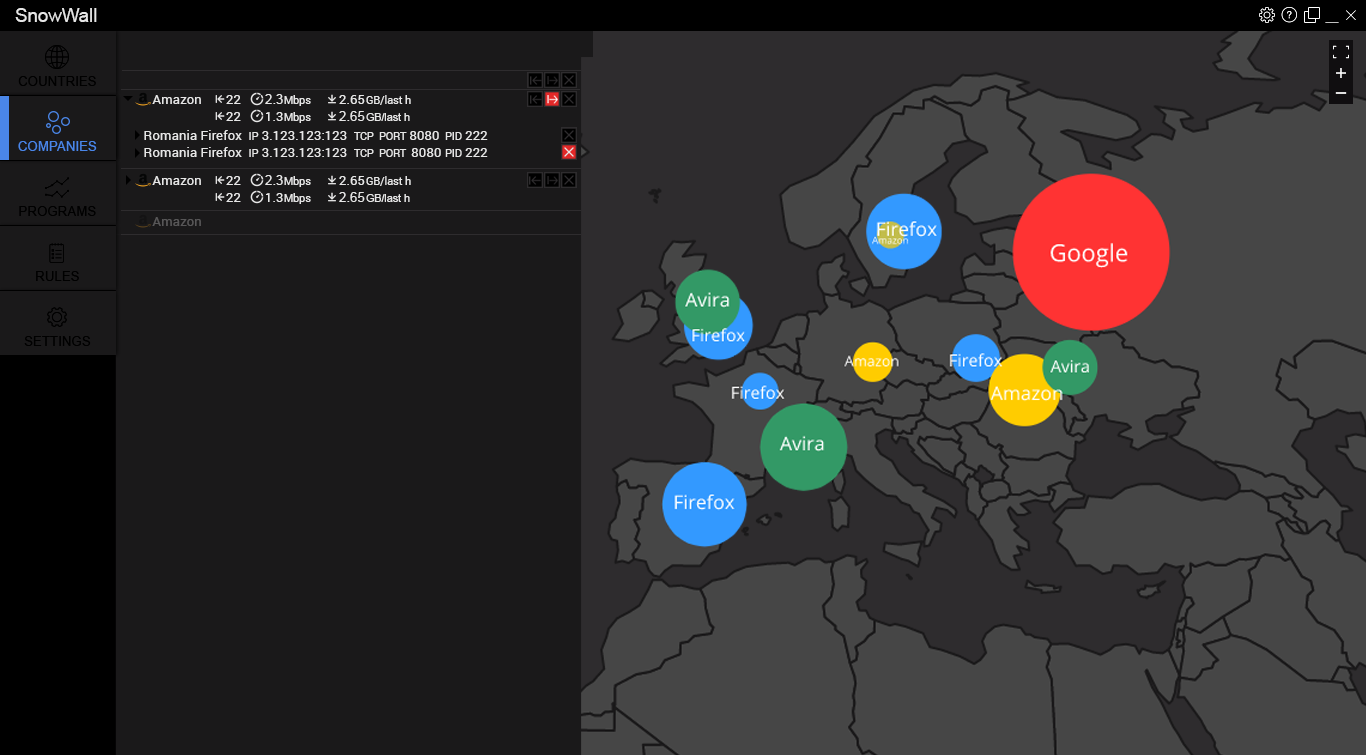 SnowWall
COUNTRIES
COMPANIES
PROGRAMS
RULES
SETTINGS
Amazon 22 2.3Mbps 2.65GB/last h
22 1.3Mbps 2.65GB/last h
Romania Firefox IP 3.123.123:123 TCP PORT 8080 PID 222
Romania Firefox IP 3.123.123:123 TCP PORT 8080 PID 222
Amazon 22 2.3Mbps 2.65GB/last h
22 1.3Mbps 2.65GB/last h
Amazon
Firefox
Amazon
Google
Avira
Firefox
Amazon
Firefox
Avira
Amazon
Firefox
Avira
Firefox